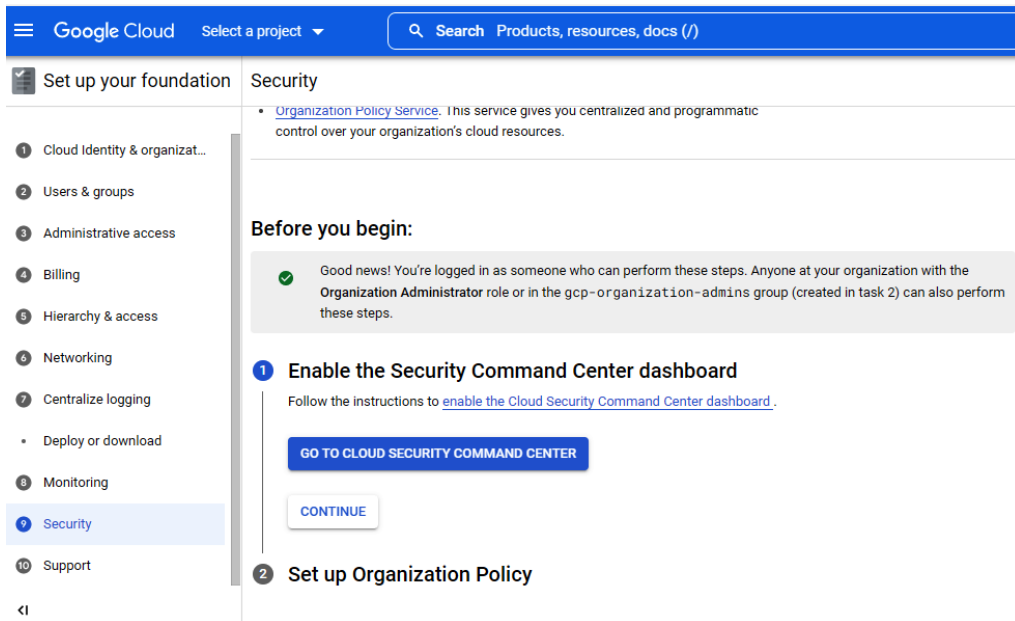 Google Cloud
Select a project
Search Products, resources, docs (/)
Set up your foundation
Security
1 Cloud Identity & organizat...
2 Users & groups
3 Administrative access
4 Billing
5 Hierarchy & access
6 Networking
7 Centralize logging
• Deploy or download
8 Monitoring
9 Security
10 Support
• Organization Policy Service. This service gives you centralized and programmatic
control over your organization's cloud resources.
Before you begin:
Good news! You're logged in as someone who can perform these steps. Anyone at your organization with the
Organization Administrator role or in the gcp-organization-admins group (created in task 2) can also perform
these steps.
1 Enable the Security Command Center dashboard
Follow the instructions to enable the Cloud Security Command Center dashboard .
GO TO CLOUD SECURITY COMMAND CENTER
CONTINUE
2 Set up Organization Policy